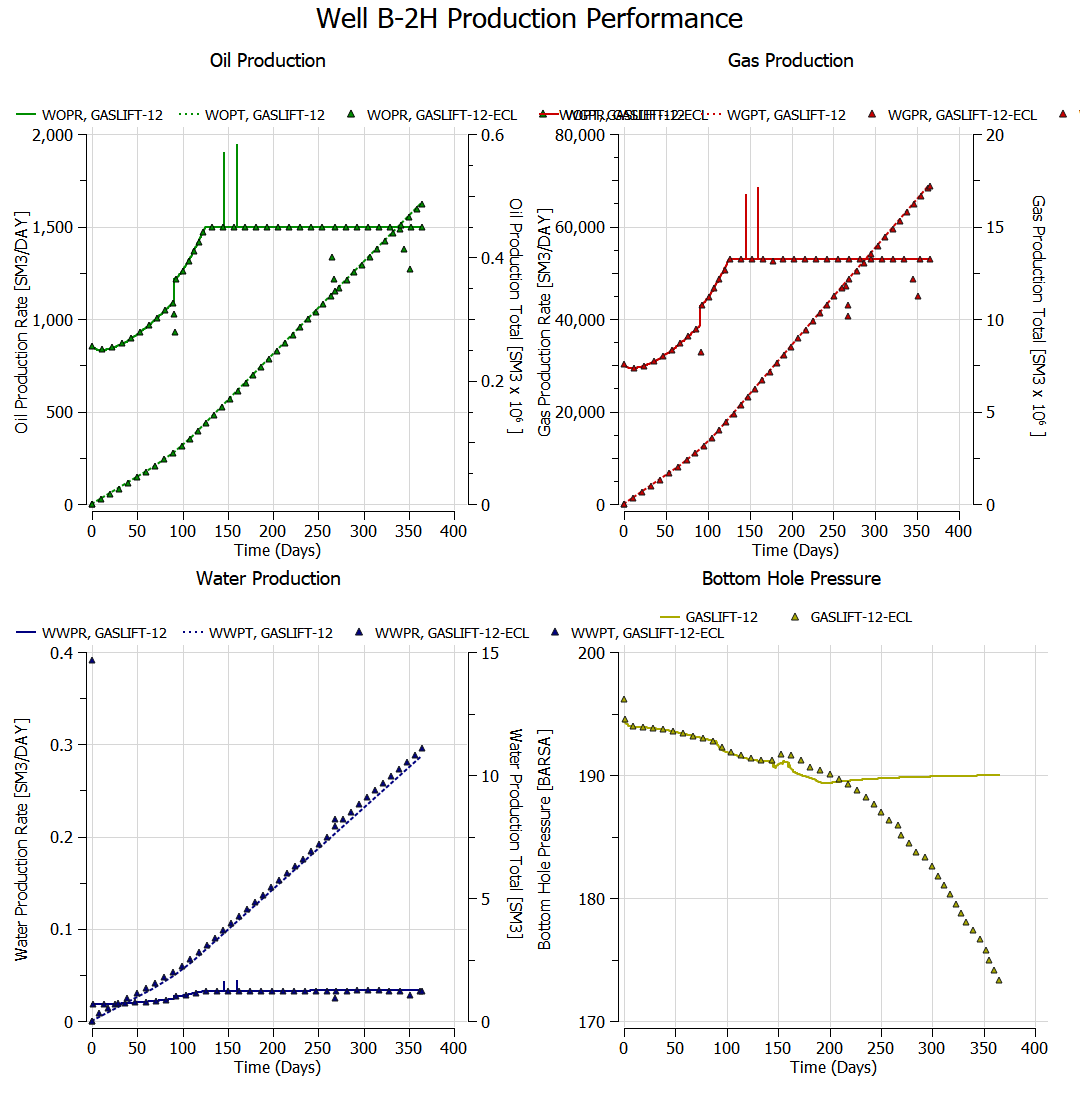 Well B-2H Production Performance
Oil Production
WOPR, GASLIFT-12 WOPT, GASLIFT-12 WOPR, GASLIFT-12-ECL WOPT, GASLIFT-12-ECL
2,000
1,500
1,000
500
0
0.6
0.4
0.2
0
Oil Production Rate [SM3/DAY]
Oil Production Total [SM3 x 10⁶ ]
0 50 100 150 200 250 300 350 400
Time (Days)
Gas Production
WGPR, GASLIFT-12 WGPT, GASLIFT-12 WGPR, GASLIFT-12-ECL W
80,000
60,000
40,000
20,000
0
20
15
10
5
0
Gas Production Rate [SM3/DAY]
Gas Production Total [SM3 x 10⁶ ]
0 50 100 150 200 250 300 350 400
Time (Days)
Water Production
WWPR, GASLIFT-12 WWPT, GASLIFT-12 WWPR, GASLIFT-12-ECL WWPT, GASLIFT-12-ECL
0.4
0.3
0.2
0.1
0
15
10
5
0
Water Production Rate [SM3/DAY]
Water Production Total [SM3]
0 50 100 150 200 250 300 350 400
Time (Days)
Bottom Hole Pressure
GASLIFT-12 GASLIFT-12-ECL
200
190
180
170
Bottom Hole Pressure [BARSA]
0 50 100 150 200 250 300 350 400
Time (Days)